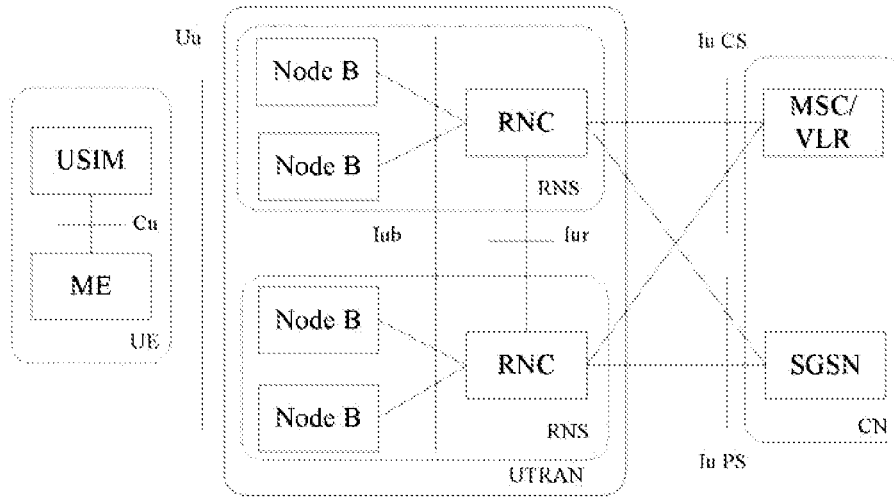 Uu
Iu CS
Node B
Node B
RNC
RNS
MSC/
VLR
USIM
Cu
ME
UE
Iub
Iur
Node B
Node B
RNC
RNS
UTRAN
SGSN
CN
Iu PS